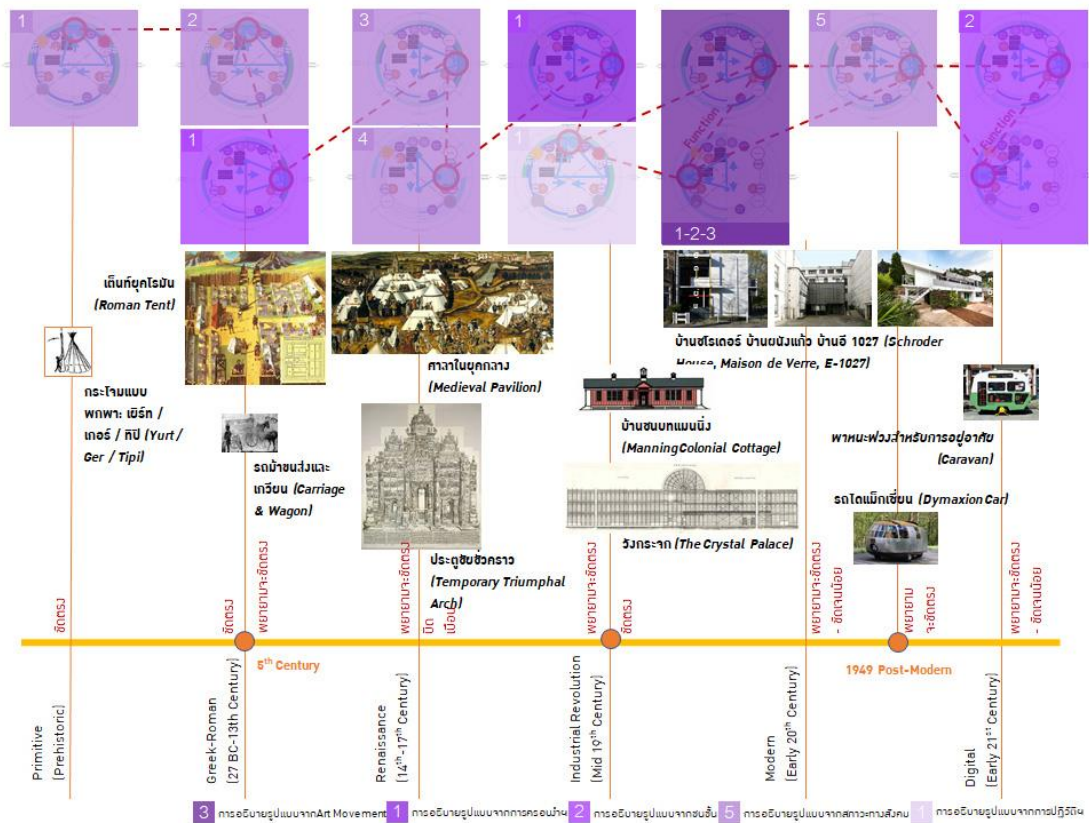 1
2
3
1
5
2
1
4
1
Function
Function
1-2-3
เต็นท์ยุคโรมัน
(Roman Tent)
กระโจมแบบ
พกพา: เยิร์ท /
เกอร์ / ทิปี (Yurt /
Ger / Tipi)
รถม้าขนส่งและ
เกวียน (Carriage
& Wagon)
ศาลาในยุคกลาง
(Medieval Pavilion)
ประตูชัยชั่วคราว
(Temporary Triumphal
Arch)
บ้านชนบทแมนนิ่ง
(Manning Colonial Cottage)
วังกระจก (The Crystal Palace)
บ้านชโรเดอร์ บ้านผนังแก้ว บ้านอี 1027 (Schroder
House, Maison de Verre, E-1027)
พาหนะพ่วงสำหรับการอยู่อาศัย
(Caravan)
รถไดแม็กเซี่ยน (Dymaxion Car)
ชัดตรง
ชัดตรง
พยายามจะชัดตรง
พยายามจะชัดตรง
บิด
เบือน
พยายามจะชัดตรง
ชัดตรง
พยายามจะชัดตรง
- ชัดเจนน้อย
พยายาม
จะชัดตรง
พยายามจะชัดตรง
- ชัดเจนน้อย
5th Century
1949 Post-Modern
Primitive
(Prehistoric)
Greek-Roman
(27 BC-13th Century)
Renaissance
(14th-17th Century)
Industrial Revolution
(Mid 19th Century)
Modern
(Early 20th Century)
Digital
(Early 21st Century)
3 การอธิบายรูปแบบจากArt Movement
1 การอธิบายรูปแบบจากการครอบงำ
2 การอธิบายรูปแบบจากชนชั้น
5 การอธิบายรูปแบบจากสภาวะทางสังคม
1 การอธิบายรูปแบบจากการปฏิวัติ